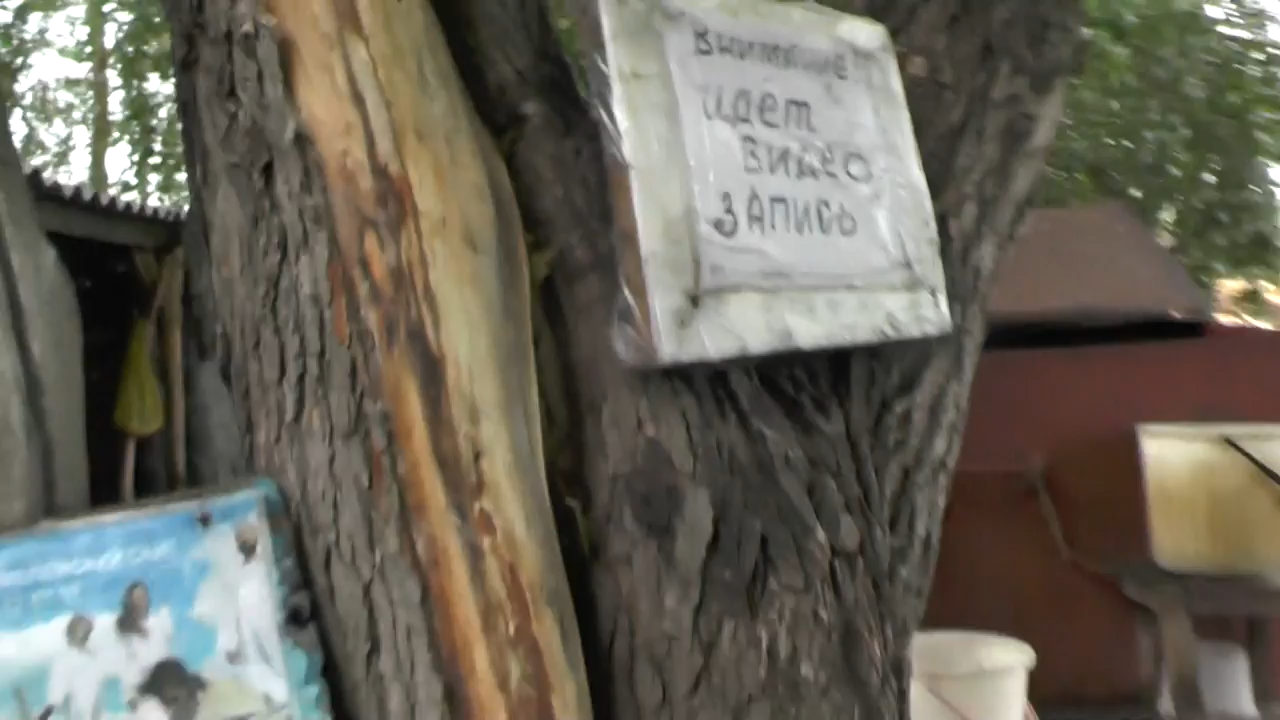 Внимание!
идет
Видео
запись